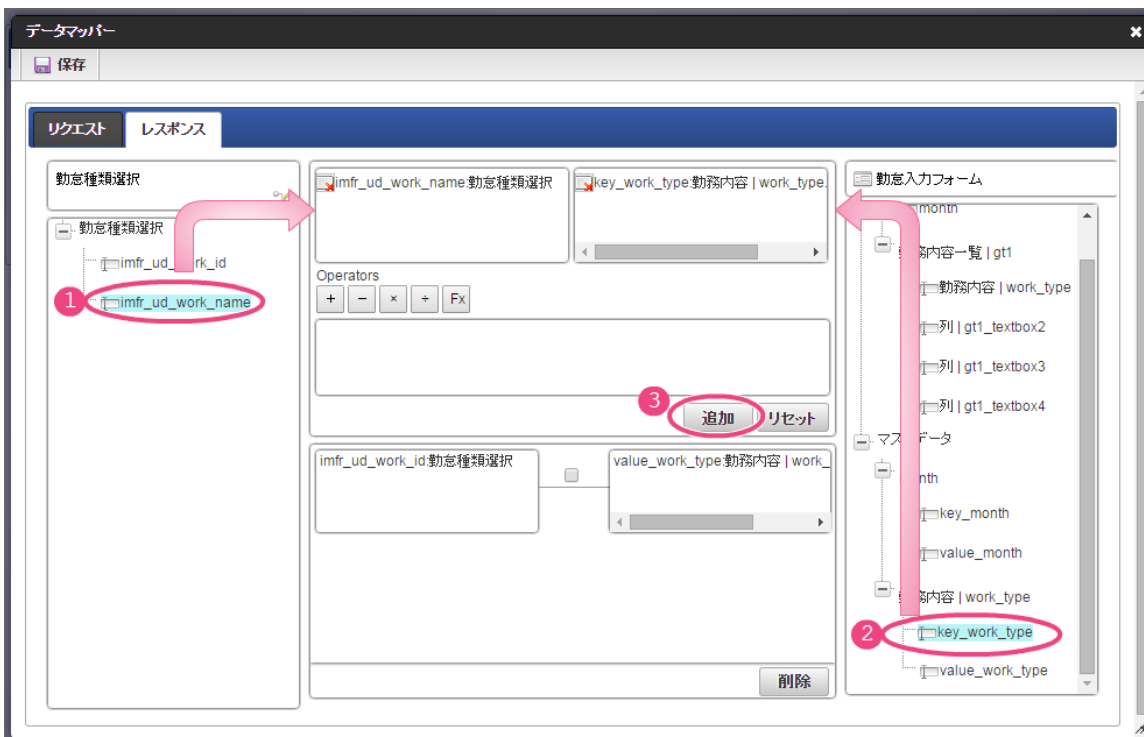 データマッパー
保存
リクエスト
レスポンス
勤怠種類選択
勤怠種類選択
imfr_ud_work_id
1
imfr_ud_work_name
imfr_ud_work_name:勤怠種類選択
key_work_type:勤務内容 | work_type.
Operators
+ − × ÷ Fx
3
追加
リセット
imfr_ud_work_id:勤怠種類選択
value_work_type:勤務内容 | work_
削除
勤怠入力フォーム
month
務内容一覧 | gt1
勤務内容 | work_type
列 | gt1_textbox2
列 | gt1_textbox3
列 | gt1_textbox4
マス データ
nth
key_month
value_month
務内容 | work_type
2
key_work_type
value_work_type